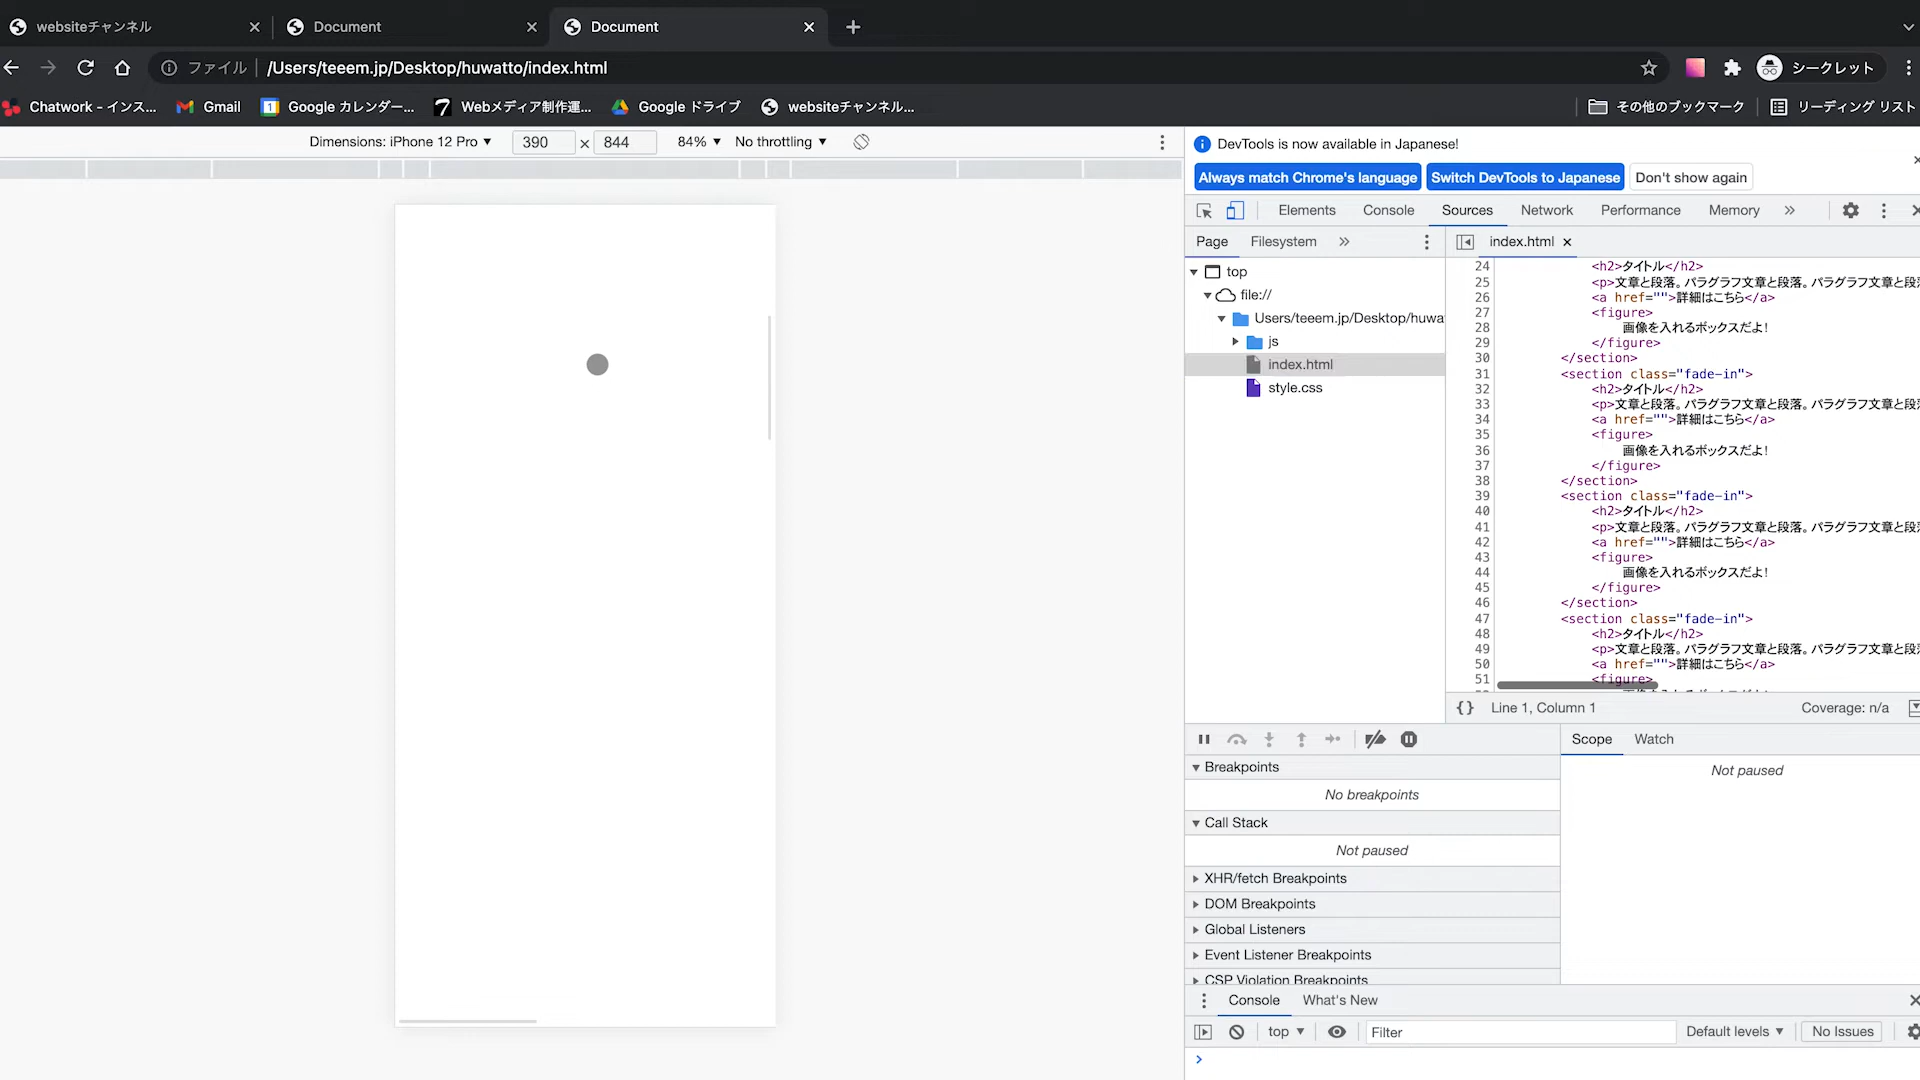 websiteチャンネル
Document
Document
ファイル
/Users/teeem.jp/Desktop/huwatto/index.html
シークレット
Chatwork - インス...
Gmail
Google カレンダー...
Webメディア制作運...
Google ドライブ
websiteチャンネル...
その他のブックマーク
リーディング リスト
Dimensions: iPhone 12 Pro ▼
390 × 844
84% ▼
No throttling ▼
DevTools is now available in Japanese!
Always match Chrome's language
Switch DevTools to Japanese
Don't show again
Elements
Console
Sources
Network
Performance
Memory
Page
Filesystem
index.html
top
file://
Users/teeem.jp/Desktop/huwa
js
index.html
style.css
24 <h2>タイトル</h2>
25 <p>文章と段落。パラグラフ文章と段落。パラグラフ文章と段
26 <a href="">詳細はこちら</a>
27 <figure>
28 画像を入れるボックスだよ!
29 </figure>
30 </section>
31 <section class="fade-in">
32 <h2>タイトル</h2>
33 <p>文章と段落。パラグラフ文章と段落。パラグラフ文章と段
34 <a href="">詳細はこちら</a>
35 <figure>
36 画像を入れるボックスだよ!
37 </figure>
38 </section>
39 <section class="fade-in">
40 <h2>タイトル</h2>
41 <p>文章と段落。パラグラフ文章と段落。パラグラフ文章と段
42 <a href="">詳細はこちら</a>
43 <figure>
44 画像を入れるボックスだよ!
45 </figure>
46 </section>
47 <section class="fade-in">
48 <h2>タイトル</h2>
49 <p>文章と段落。パラグラフ文章と段落。パラグラフ文章と段
50 <a href="">詳細はこちら</a>
51 <figure>
{} Line 1, Column 1
Coverage: n/a
Scope
Watch
Not paused
Breakpoints
No breakpoints
Call Stack
Not paused
XHR/fetch Breakpoints
DOM Breakpoints
Global Listeners
Event Listener Breakpoints
CSP Violation Breakpoints
Console
What's New
top ▼
Filter
Default levels ▼
No Issues